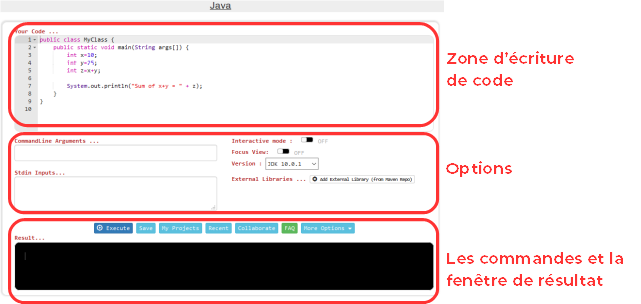 Java
Your Code ...
1 public class MyClass {
2 public static void main(String args[]) {
3 int x=10;
4 int y=25;
5 int z=x+y;
6
7 System.out.println("Sum of x+y = " + z);
8 }
9 }
10
Zone d'écriture
de code
CommandLine Arguments ...
Interactive mode : OFF
Focus View: OFF
Version : JDK 10.0.1
Stdin Inputs...
External Libraries ... Add External Library (from Maven Repo)
Options
Execute Save My Projects Recent Collaborate FAQ More Options
Result...
Les commandes et la
fenêtre de résultat